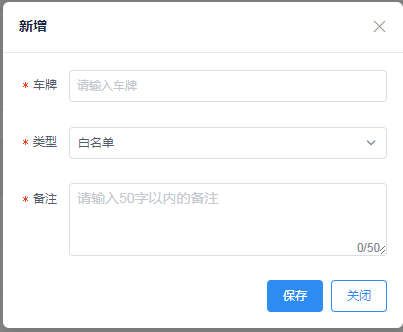 新增
* 车牌 请输入车牌
* 类型 白名单
* 备注 请输入50字以内的备注
0/50
保存 关闭